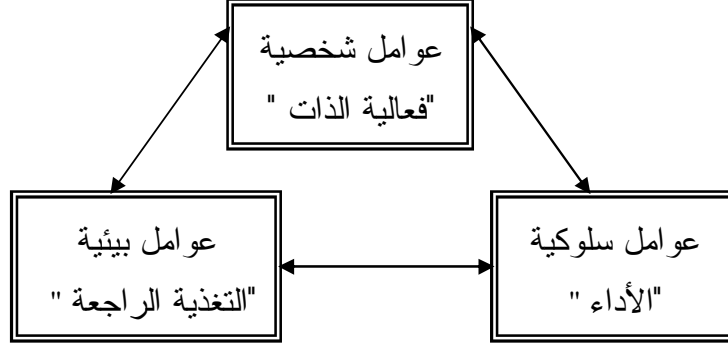 عوامل شخصية
"فعالية الذات "
عوامل سلوكية
"الأداء "
عوامل بيئية
"التغذية الراجعة "